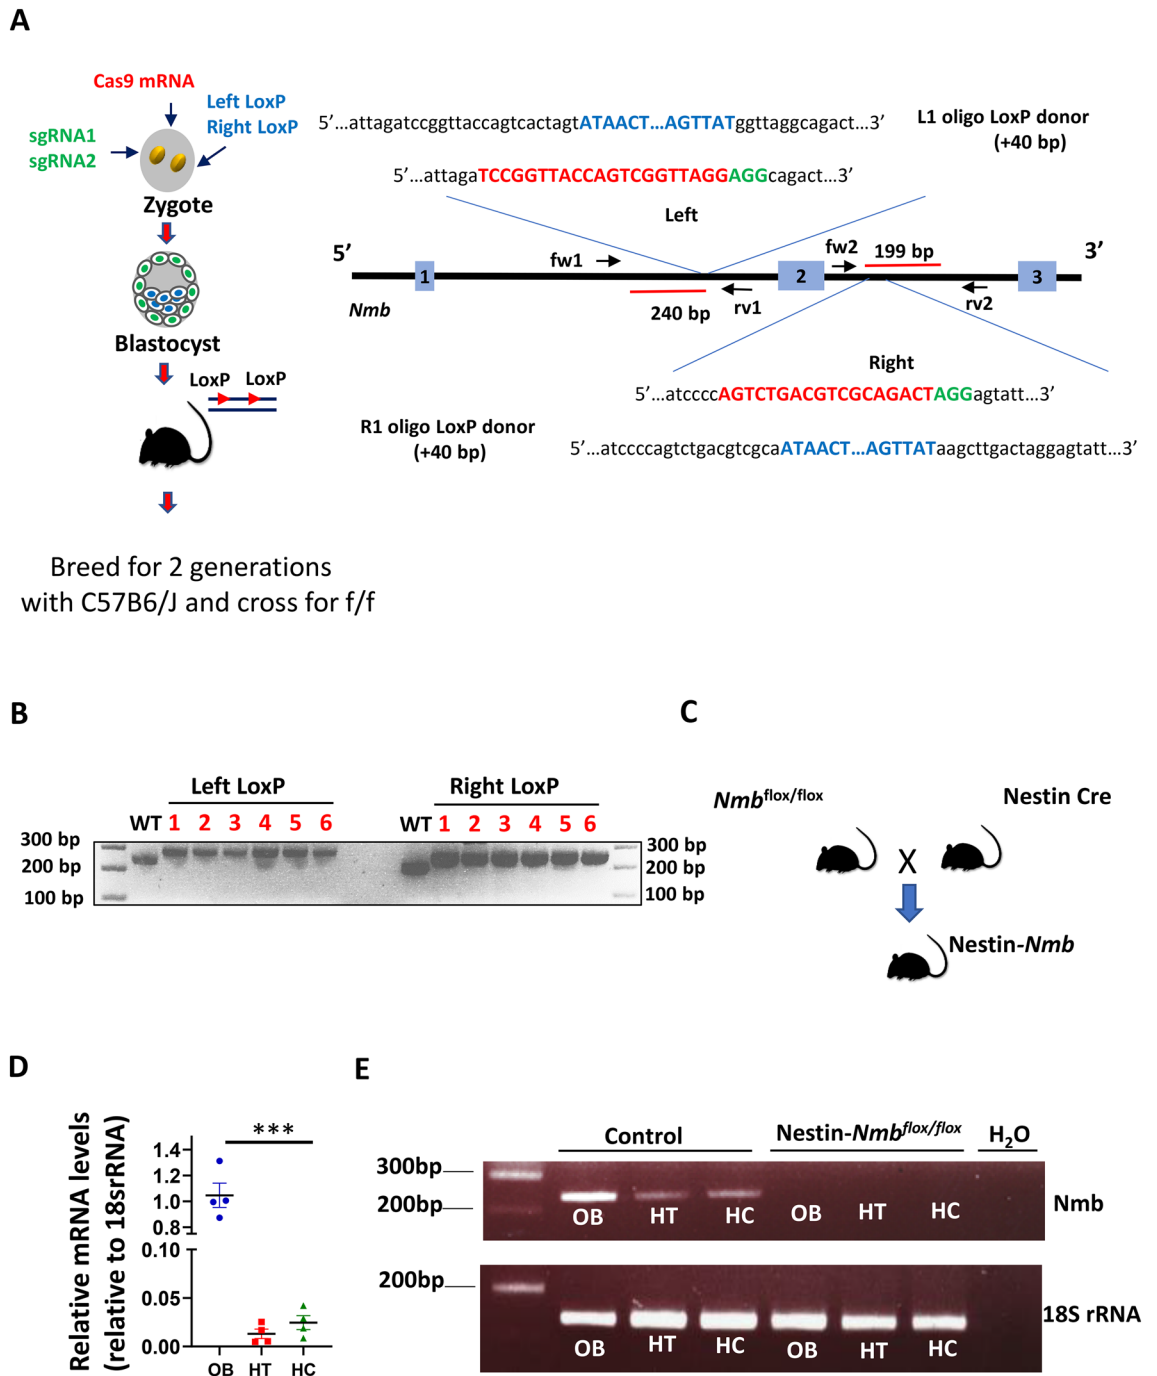 A
Cas9 mRNA
Left LoxP
Right LoxP
sgRNA1
sgRNA2
Zygote
Blastocyst
LoxP LoxP
Breed for 2 generations
with C57B6/J and cross for f/f
5’...attagatccggttaccagtcactagtATAACT...AGTTATggttaggcagact...3’
L1 oligo LoxP donor
(+40 bp)
5’...attagaTCCGGTTACCAGTCGGTTAGGAGGcagact...3’
Left
5’ 3’
fw1 fw2 199 bp
1 2 3
Nmb 240 bp rv1 rv2
Right
5’...atccccAGTCTGACGTCGCAGACTAGGagtatt...3’
R1 oligo LoxP donor
(+40 bp)
5’...atccccagtctgacgtcgcaATAACT...AGTTATaagcttgactaggagtatt...3’
B
Left LoxP Right LoxP
WT 1 2 3 4 5 6 WT 1 2 3 4 5 6
300 bp 300 bp
200 bp 200 bp
100 bp 100 bp
C
Nmbflox/flox Nestin Cre
X
Nestin-Nmb
D
Relative mRNA levels
(relative to 18srRNA)
***
1.4
1.2
1.0
0.8
0.10
0.05
0.00
OB HT HC
E
Control Nestin-Nmbflox/flox H2O
300bp
200bp
OB HT HC OB HT HC
Nmb
200bp
18S rRNA
OB HT HC OB HT HC